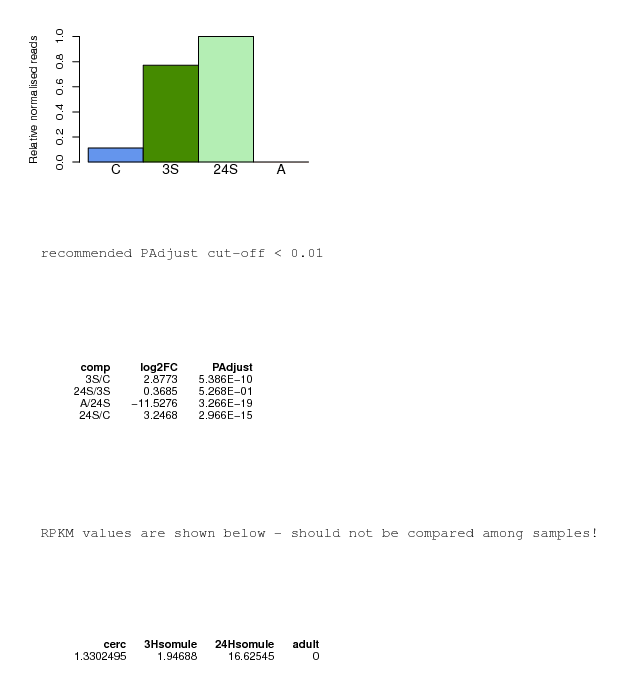 Relative normalised reads
1.0
0.8
0.6
0.4
0.2
0.0
C 3S 24S A
recommended PAdjust cut-off < 0.01
comp log2FC PAdjust
3S/C 2.8773 5.386E−10
24S/3S 0.3685 5.268E−01
A/24S −11.5276 3.266E−19
24S/C 3.2468 2.966E−15
RPKM values are shown below - should not be compared among samples!
cerc 3Hsomule 24Hsomule adult
1.3302495 1.94688 16.62545 0